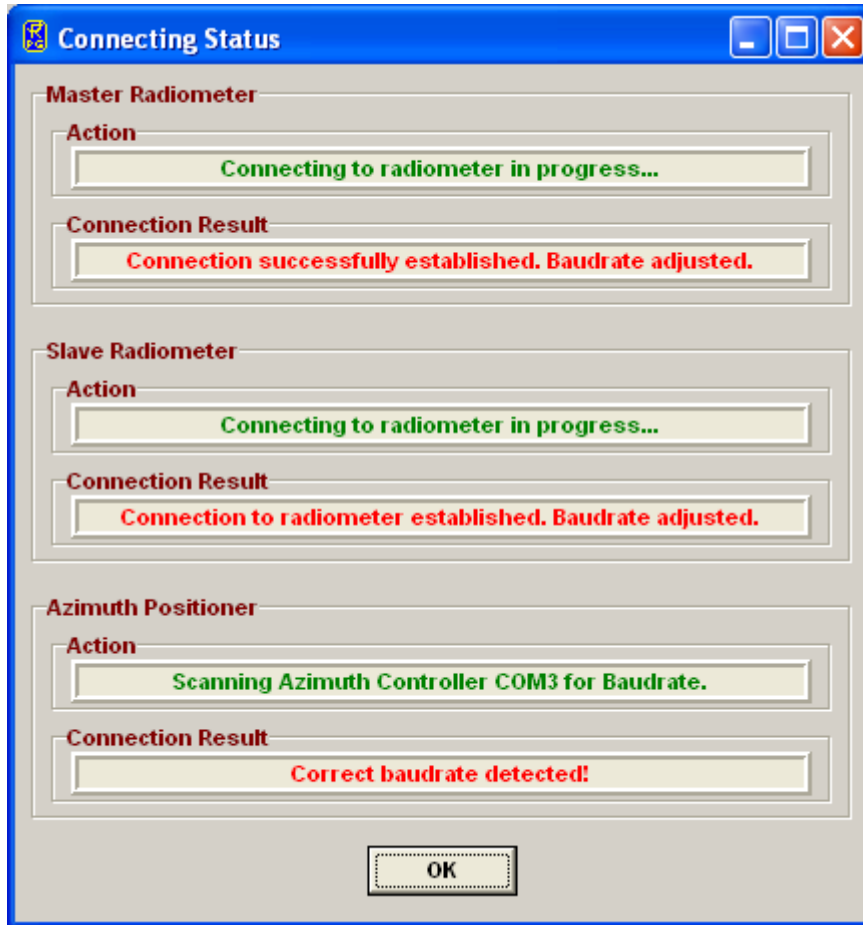 Connecting Status
Master Radiometer
Action
Connecting to radiometer in progress...
Connection Result
Connection successfully established. Baudrate adjusted.
Slave Radiometer
Action
Connecting to radiometer in progress...
Connection Result
Connection to radiometer established. Baudrate adjusted.
Azimuth Positioner
Action
Scanning Azimuth Controller COM3 for Baudrate.
Connection Result
Correct baudrate detected!
OK